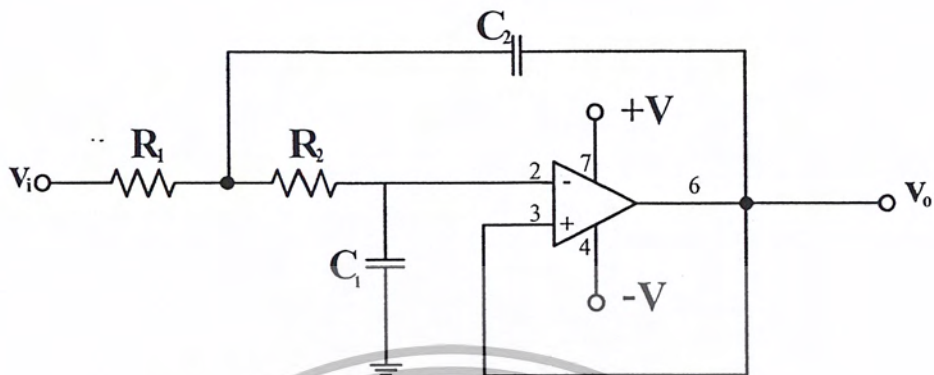 C₂
+V
R₁ R₂
vᵢ 2 - 7 6 vₒ
3 + 4
C₁
-V